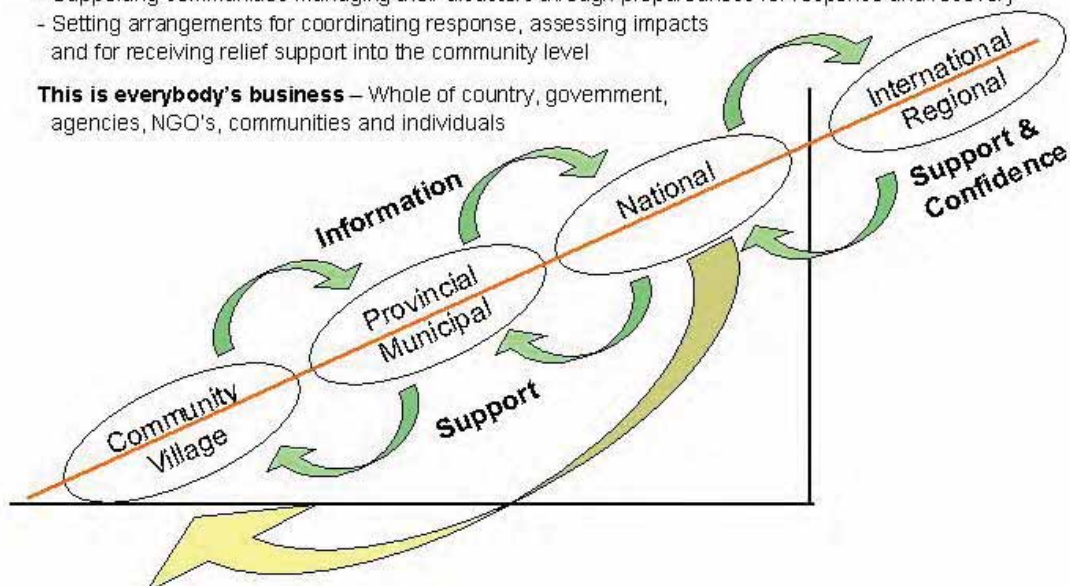 - Setting arrangements for coordinating response, assessing impacts
and for receiving relief support into the community level
This is everybody's business – Whole of country, government,
agencies, NGO's, communities and individuals
International
Regional
Support &
Confidence
National
Information
Provincial
Municipal
Support
Community
Village